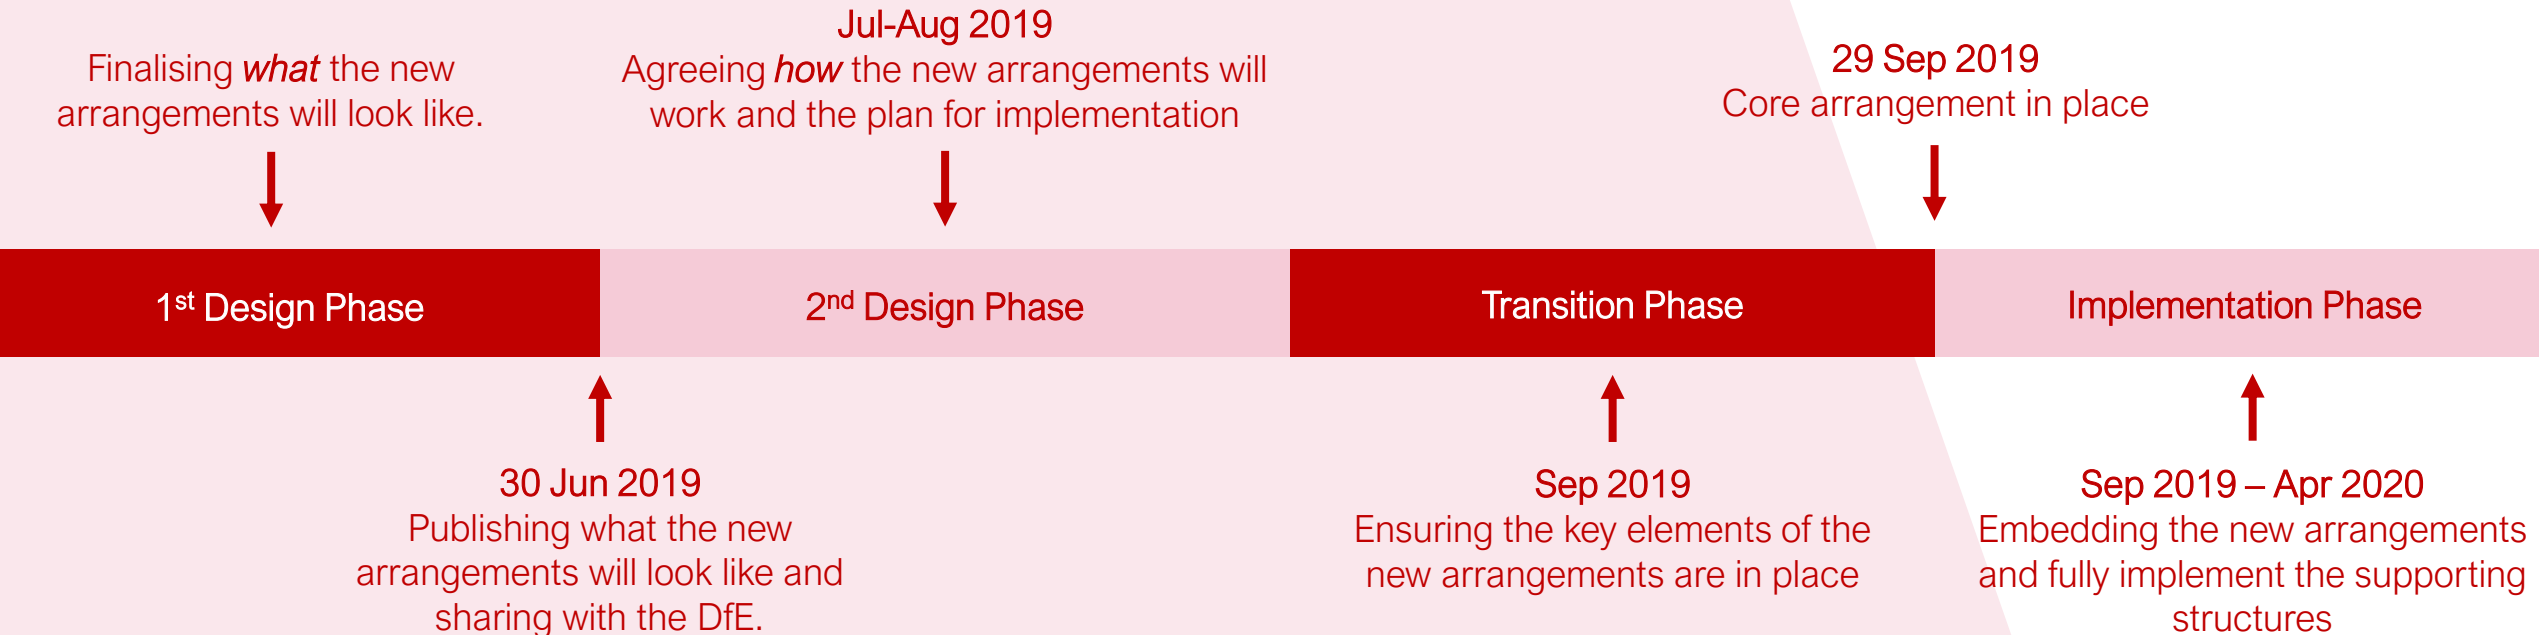 Finalising what the new
arrangements will look like.
Jul-Aug 2019
Agreeing how the new arrangements will
work and the plan for implementation
29 Sep 2019
Core arrangement in place
1st Design Phase
2nd Design Phase
Transition Phase
Implementation Phase
30 Jun 2019
Publishing what the new
arrangements will look like and
sharing with the DfE.
Sep 2019
Ensuring the key elements of the
new arrangements are in place
Sep 2019 – Apr 2020
Embedding the new arrangements
and fully implement the supporting
structures